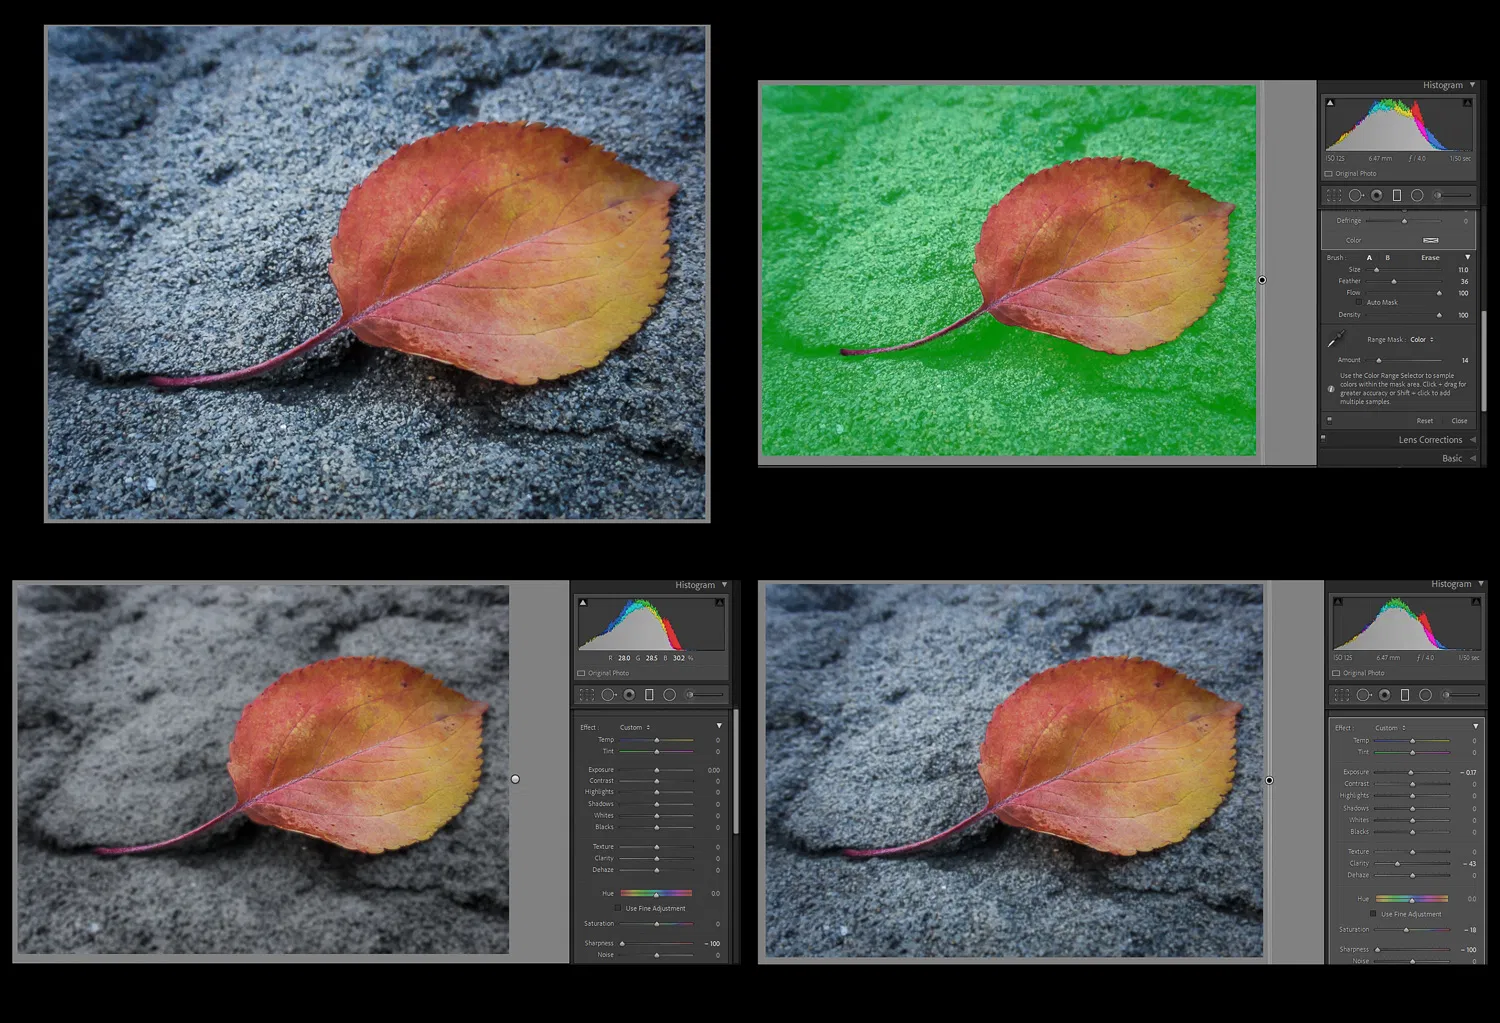 Histogram
ISO 125 6.47 mm ƒ / 4.0 1/50 sec
Original Photo
Defringe 0
Color
Brush : A B Erase
Size 11.0
Feather 36
Flow 100
Auto Mask
Density 100
Range Mask : Color
Amount 14
Use the Color Range Selector to sample
colors within the mask area. Click + drag for
greater accuracy or Shift + click to add
multiple samples.
Reset Close
Lens Corrections
Basic
Histogram
R 28.0 G 28.5 B 30.2 %
Original Photo
Effect : Custom
Temp 0
Tint 0
Exposure 0.00
Contrast 0
Highlights 0
Shadows 0
Whites 0
Blacks 0
Texture 0
Clarity 0
Dehaze 0
Hue 0.0
Use Fine Adjustment
Saturation 0
Sharpness – 100
Noise 0
Histogram
ISO 125 6.47 mm ƒ / 4.0 1/50 sec
Original Photo
Effect : Custom
Temp 0
Tint 0
Exposure – 0.17
Contrast 0
Highlights 0
Shadows 0
Whites 0
Blacks 0
Texture 0
Clarity – 43
Dehaze 0
Hue 0.0
Use Fine Adjustment
Saturation – 18
Sharpness – 100
Noise 0